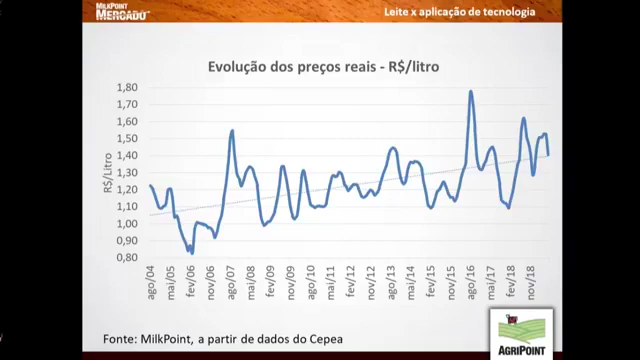 MilkPoint
MERCADO
Leite x aplicação de tecnologia
Evolução dos preços reais - R$/litro
R$/Litro
1,80
1,70
1,60
1,50
1,40
1,30
1,20
1,10
1,00
0,90
0,80
ago/04
mai/05
fev/06
nov/06
ago/07
mai/08
fev/09
nov/09
ago/10
mai/11
fev/12
nov/12
ago/13
mai/14
fev/15
nov/15
ago/16
mai/17
fev/18
nov/18
Fonte: MilkPoint, a partir de dados do Cepea
AGRIPOINT